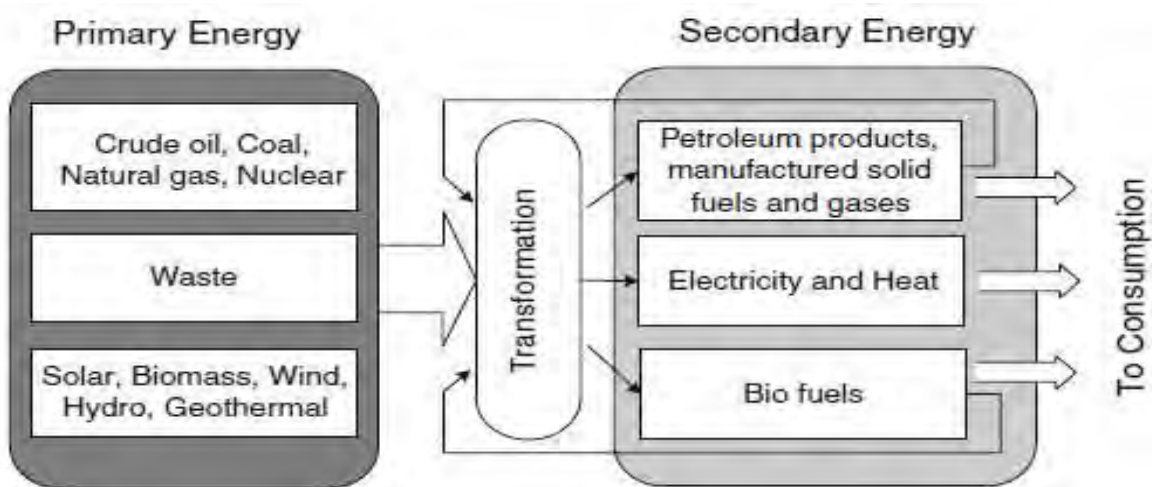 Primary Energy
Crude oil, Coal,
Natural gas, Nuclear
Waste
Solar, Biomass, Wind,
Hydro, Geothermal
Transformation
Secondary Energy
Petroleum products,
manufactured solid
fuels and gases
Electricity and Heat
Bio fuels
To Consumption